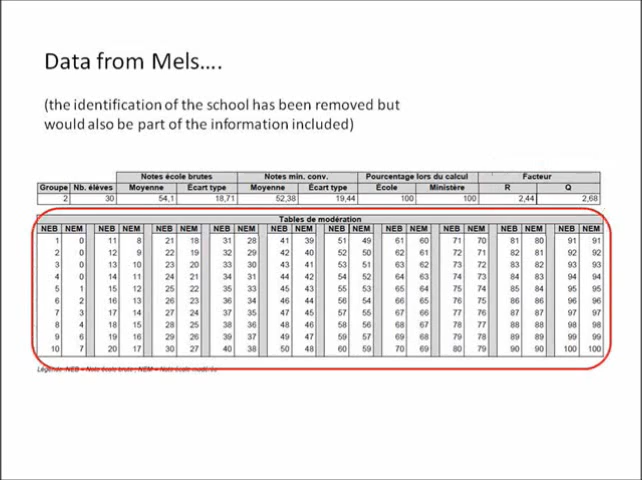 Data from Mels....
(the identification of the school has been removed but
would also be part of the information included)
Notes école brutes Notes min. conv. Pourcentage lors du calcul Facteur
Groupe Nb. élèves Moyenne Écart type Moyenne Écart type École Ministère R Q
2 30 54,1 18,71 52,38 19,44 100 100 2,44 2,68
Tables de modération
NEB NEM NEB NEM NEB NEM NEB NEM NEB NEM NEB NEM NEB NEM NEB NEM NEB NEM NEB NEM
1 0 11 8 21 18 31 28 41 39 51 49 61 60 71 70 81 80 91 91
2 0 12 9 22 19 32 29 42 40 52 50 62 61 72 71 82 81 92 92
3 0 13 10 23 20 33 30 43 41 53 51 63 62 73 72 83 82 93 93
4 0 14 11 24 21 34 31 44 42 54 52 64 63 74 73 84 83 94 94
5 1 15 12 25 22 35 33 45 43 55 53 65 64 75 74 85 84 95 95
6 2 16 13 26 23 36 34 46 44 56 54 66 65 76 75 86 86 96 96
7 3 17 14 27 24 37 35 47 45 57 55 67 66 77 76 87 87 97 97
8 4 18 15 28 25 38 36 48 46 58 56 68 67 78 77 88 88 98 98
9 6 19 16 29 26 39 37 49 47 59 57 69 68 79 78 89 89 99 99
10 7 20 17 30 27 40 38 50 48 60 59 70 69 80 79 90 90 100 100
Légende :NEB = Note école brute ; NEM = Note école modérée